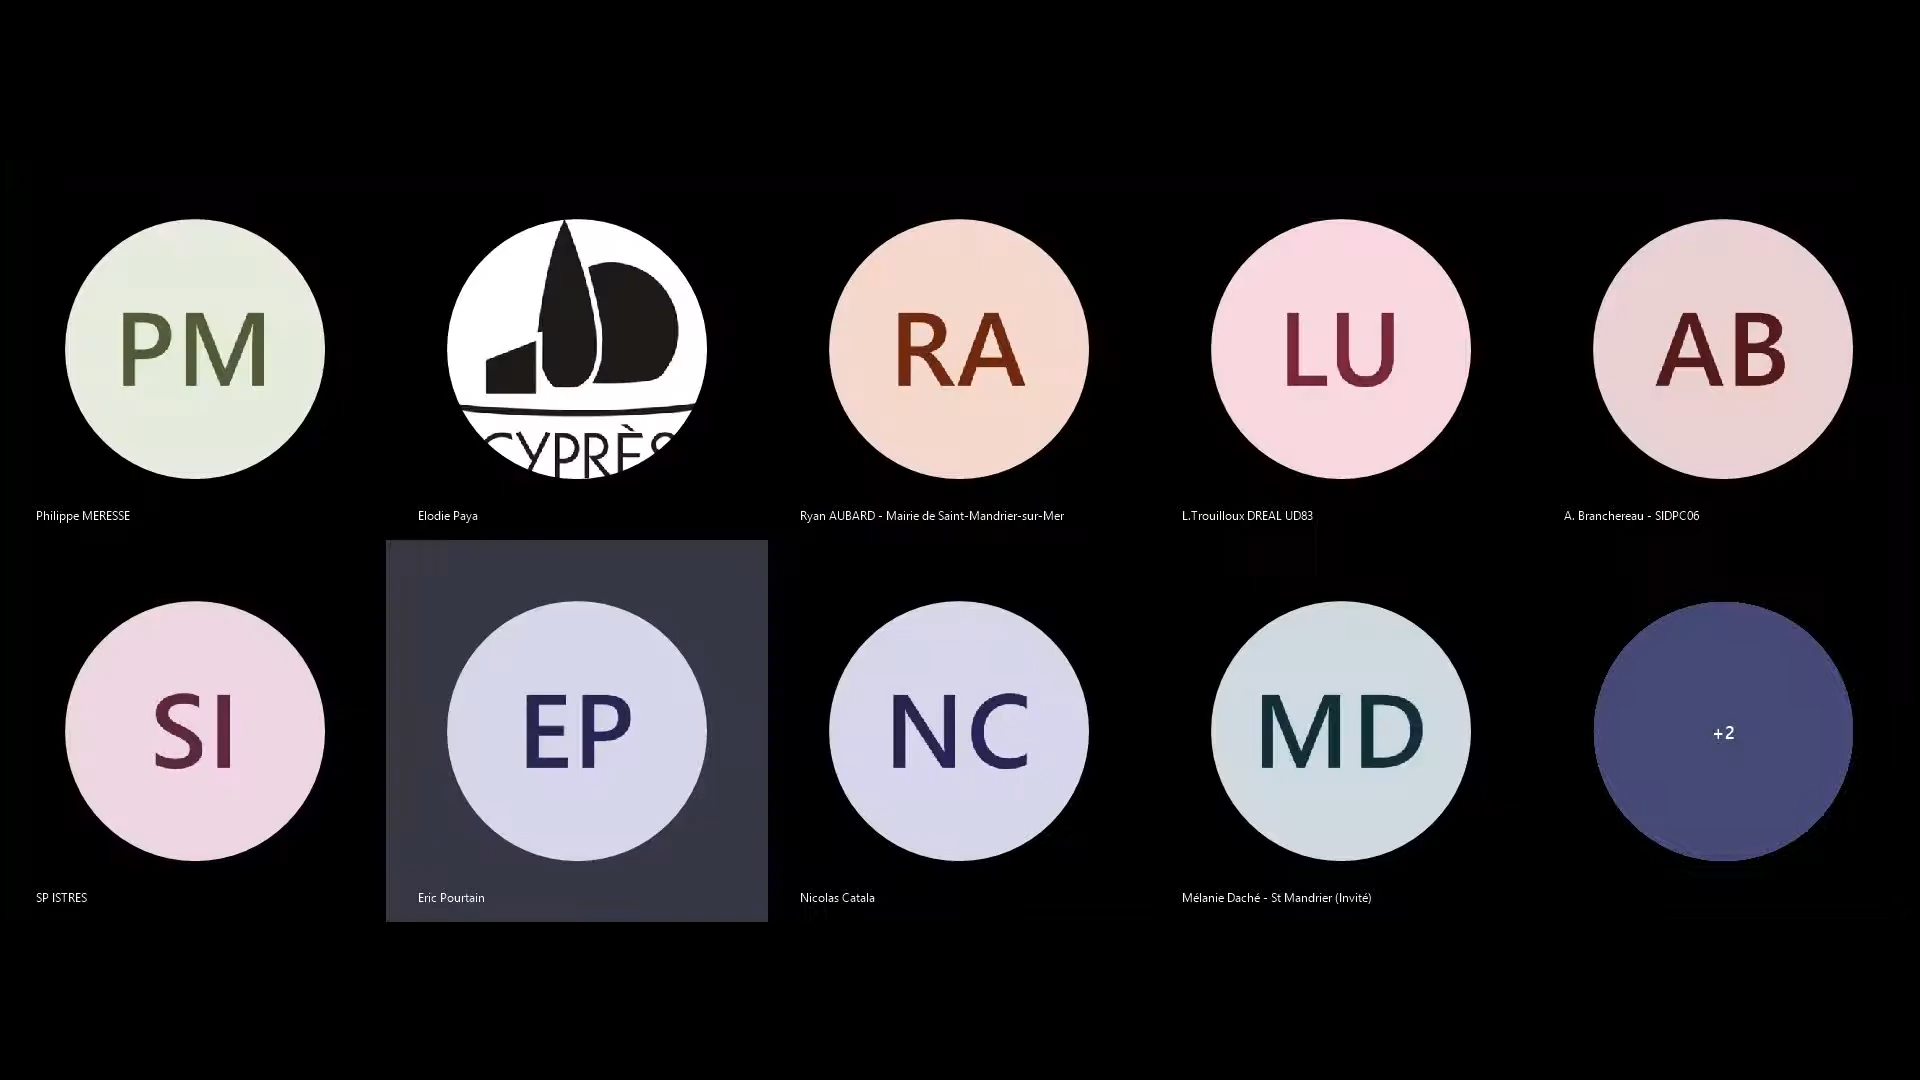 PM
CYPRÈS
RA
LU
AB
Philippe MERESSE
Elodie Paya
Ryan AUBARD - Mairie de Saint-Mandrier-sur-Mer
L.Trouilloux DREAL UD83
A. Branchereau - SIDPC06
SI
EP
NC
MD
+2
SP ISTRES
Eric Pourtain
Nicolas Catala
Mélanie Daché - St Mandrier (Invité)